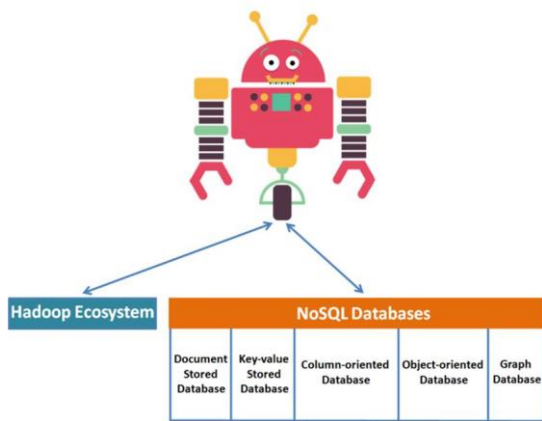 Hadoop Ecosystem
NoSQL Databases
Document
Stored
Database
Key-value
Stored
Database
Column-oriented
Database
Object-oriented
Database
Graph
Database